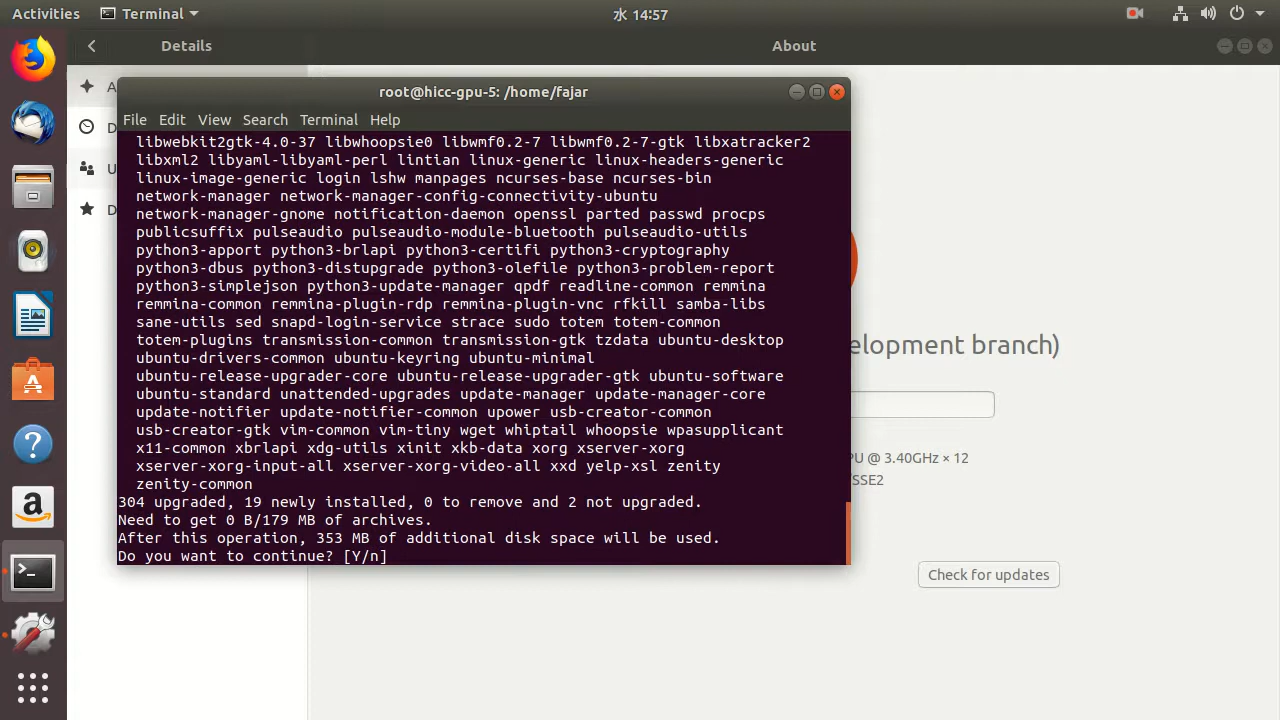 Activities
Terminal
水 14:57
Details
About
root@hicc-gpu-5: /home/fajar
File Edit View Search Terminal Help
A
D
U
D
libwebkit2gtk-4.0-37 libwhoopsie0 libwmf0.2-7 libwmf0.2-7-gtk libxatracker2
libxml2 libyaml-libyaml-perl lintian linux-generic linux-headers-generic
linux-image-generic login lshw manpages ncurses-base ncurses-bin
network-manager network-manager-config-connectivity-ubuntu
network-manager-gnome notification-daemon openssl parted passwd procps
publicsuffix pulseaudio pulseaudio-module-bluetooth pulseaudio-utils
python3-apport python3-brlapi python3-certifi python3-cryptography
python3-dbus python3-distupgrade python3-olefile python3-problem-report
python3-simplejson python3-update-manager qpdf readline-common remmina
remmina-common remmina-plugin-rdp remmina-plugin-vnc rfkill samba-libs
sane-utils sed snapd-login-service strace sudo totem totem-common
totem-plugins transmission-common transmission-gtk tzdata ubuntu-desktop
ubuntu-drivers-common ubuntu-keyring ubuntu-minimal
ubuntu-release-upgrader-core ubuntu-release-upgrader-gtk ubuntu-software
ubuntu-standard unattended-upgrades update-manager update-manager-core
update-notifier update-notifier-common upower usb-creator-common
usb-creator-gtk vim-common vim-tiny wget whiptail whoopsie wpasupplicant
x11-common xbrlapi xdg-utils xinit xkb-data xorg xserver-xorg
xserver-xorg-input-all xserver-xorg-video-all xxd yelp-xsl zenity
zenity-common
304 upgraded, 19 newly installed, 0 to remove and 2 not upgraded.
Need to get 0 B/179 MB of archives.
After this operation, 353 MB of additional disk space will be used.
Do you want to continue? [Y/n]
elopment branch)
PU @ 3.40GHz × 12
/SSE2
Check for updates